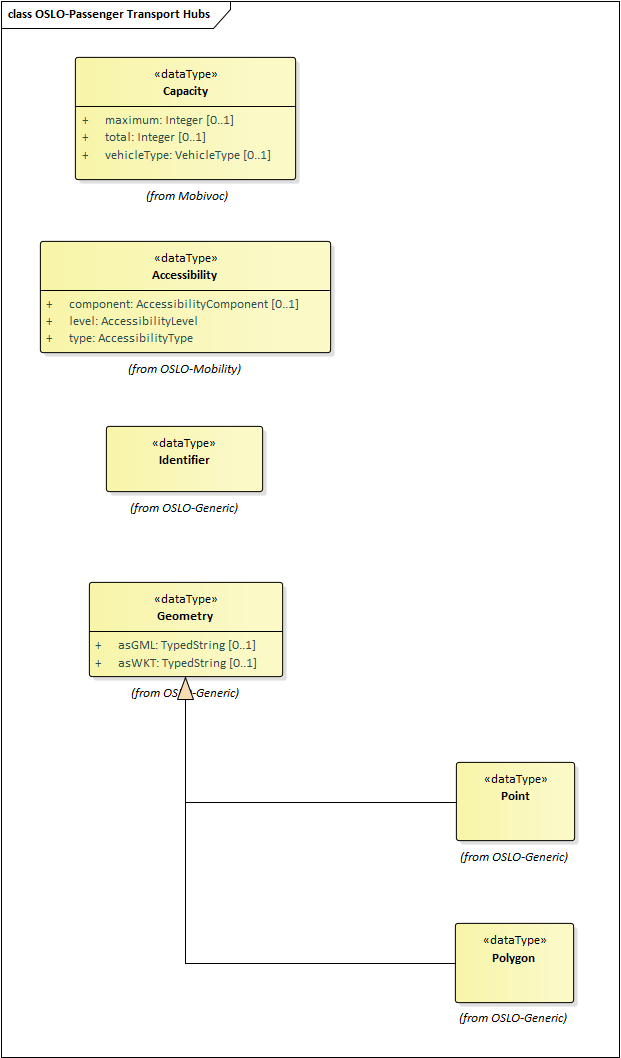 class OSLO-Passenger Transport Hubs
«dataType»
Capacity
+ maximum: Integer [0..1]
+ total: Integer [0..1]
+ vehicleType: VehicleType [0..1]
(from Mobivoc)
«dataType»
Accessibility
+ component: AccessibilityComponent [0..1]
+ level: AccessibilityLevel
+ type: AccessibilityType
(from OSLO-Mobility)
«dataType»
Identifier
(from OSLO-Generic)
«dataType»
Geometry
+ asGML: TypedString [0..1]
+ asWKT: TypedString [0..1]
(from OSLO-Generic)
«dataType»
Point
(from OSLO-Generic)
«dataType»
Polygon
(from OSLO-Generic)